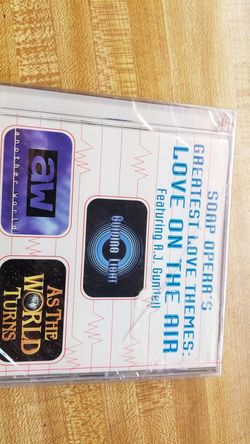 SOAP OPERA'S
GREATEST LOVE THEMES:
LOVE ON THE AIR
Featuring A.J. Gundell
aw
another world
Guiding Light
AS THE
WORLD
TURNS